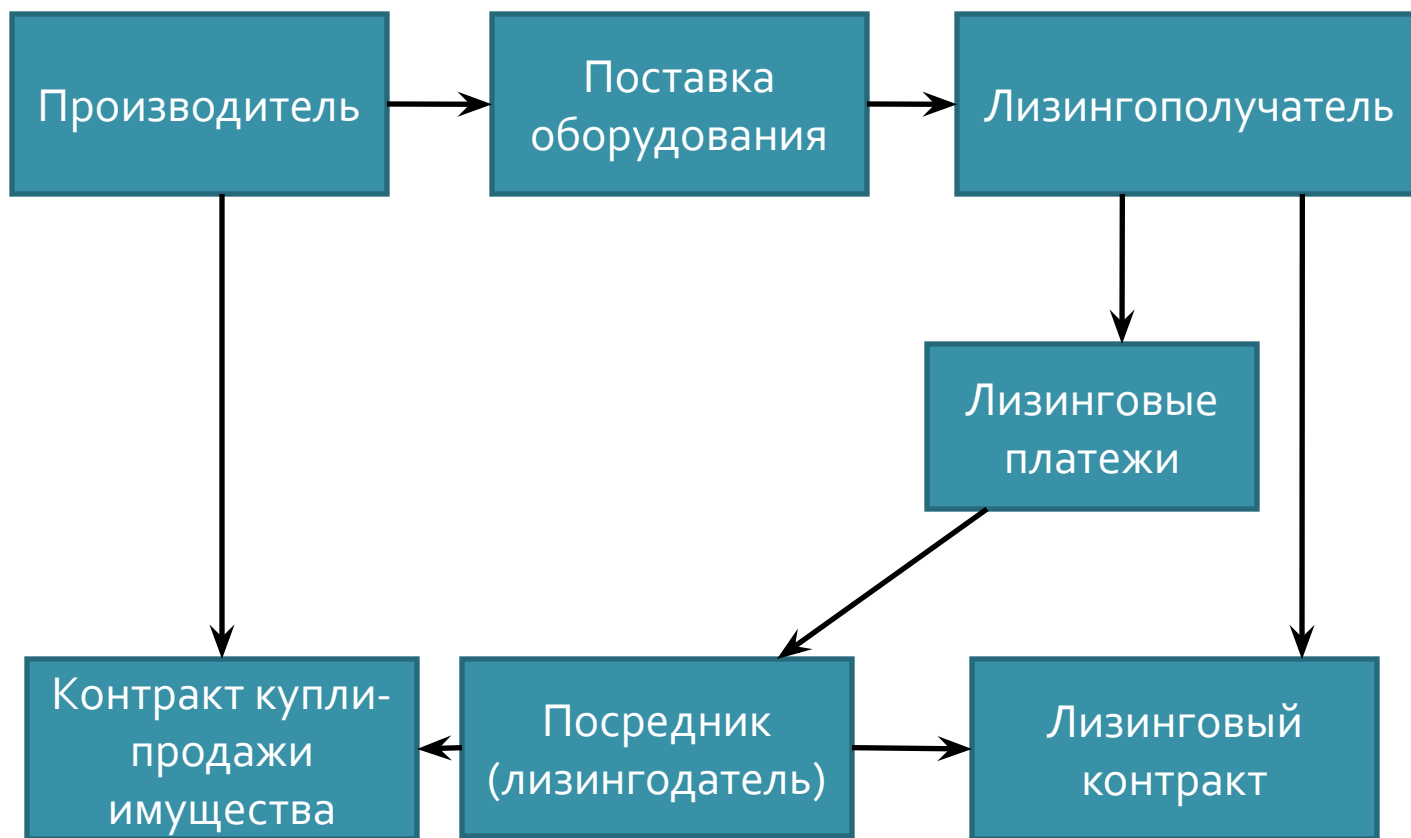 Производитель
Поставка
оборудования
Лизингополучатель
Лизинговые
платежи
Контракт купли-
продажи
имущества
Посредник
(лизингодатель)
Лизинговый
контракт